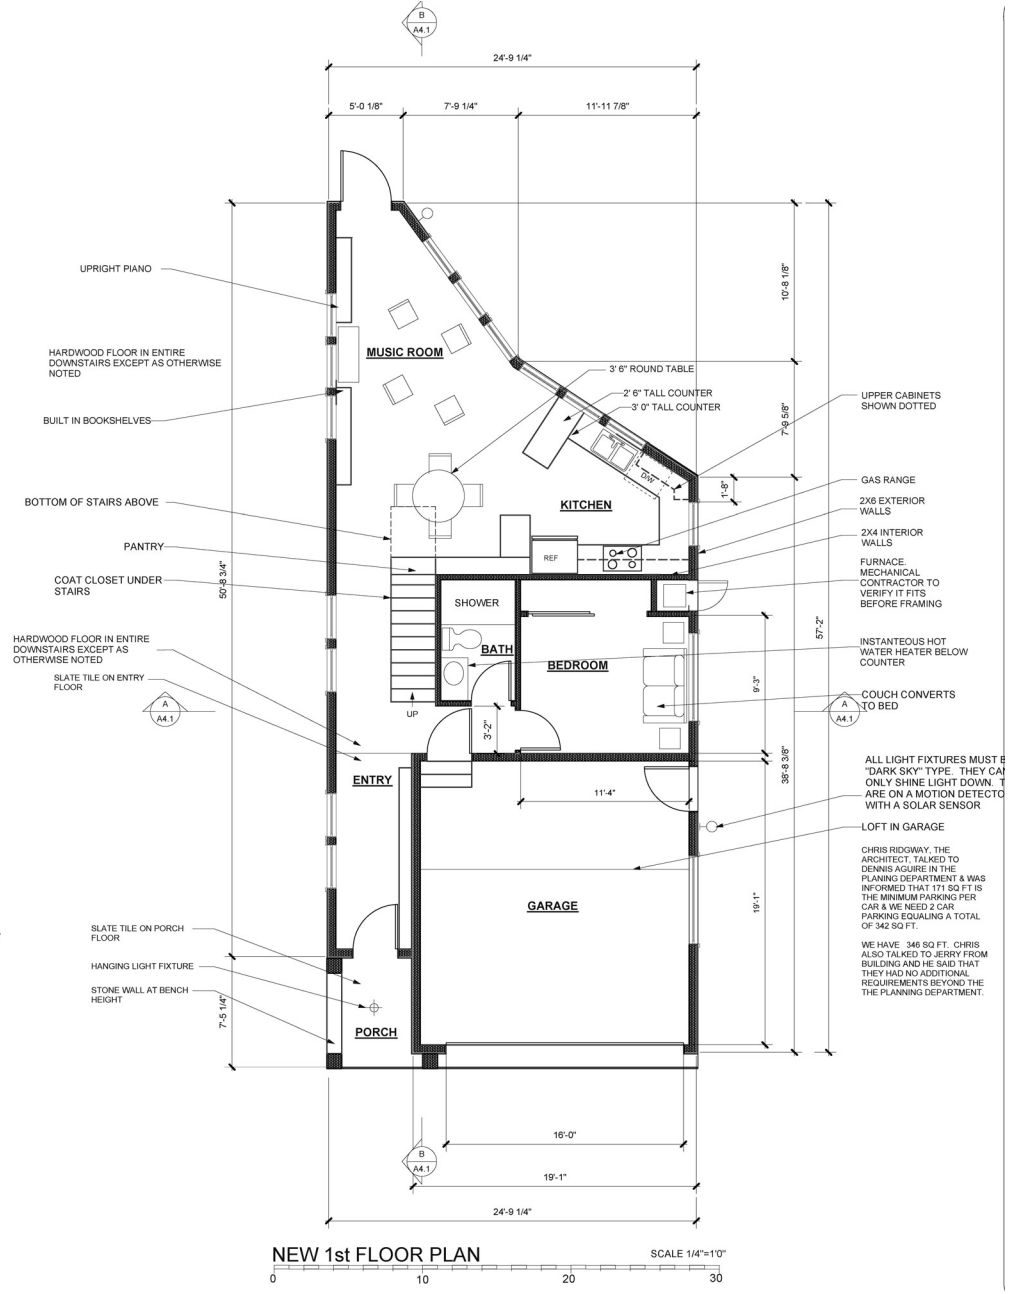 B
A4.1
24'-9 1/4"
5'-0 1/8"
7'-9 1/4"
11'-11 7/8"
UPRIGHT PIANO
10'-8 1/8"
MUSIC ROOM
HARDWOOD FLOOR IN ENTIRE
DOWNSTAIRS EXCEPT AS OTHERWISE
NOTED
3' 6" ROUND TABLE
2' 6" TALL COUNTER
3' 0" TALL COUNTER
UPPER CABINETS
SHOWN DOTTED
BUILT IN BOOKSHELVES
7'-9 5/8"
D/W
GAS RANGE
1'-8"
BOTTOM OF STAIRS ABOVE
KITCHEN
2X6 EXTERIOR
WALLS
PANTRY
REF
2X4 INTERIOR
WALLS
50'-8 3/4"
COAT CLOSET UNDER
STAIRS
SHOWER
FURNACE.
MECHANICAL
CONTRACTOR TO
VERIFY IT FITS
BEFORE FRAMING
57'-2"
HARDWOOD FLOOR IN ENTIRE
DOWNSTAIRS EXCEPT AS
OTHERWISE NOTED
BATH
BEDROOM
INSTANTEOUS HOT
WATER HEATER BELOW
COUNTER
SLATE TILE ON ENTRY
FLOOR
9'-3"
COUCH CONVERTS
TO BED
A
A4.1
UP
3'-2"
A
A4.1
ENTRY
11'-4"
38'-8 3/8"
ALL LIGHT FIXTURES MUST
"DARK SKY" TYPE. THEY CAN
ONLY SHINE LIGHT DOWN.
ARE ON A MOTION DETECTO
WITH A SOLAR SENSOR
LOFT IN GARAGE
GARAGE
19'-1"
CHRIS RIDGWAY, THE
ARCHITECT, TALKED TO
DENNIS AGUIRE IN THE
PLANING DEPARTMENT & WAS
INFORMED THAT 171 SQ FT IS
THE MINIMUM PARKING PER
CAR & WE NEED 2 CAR
PARKING EQUALING A TOTAL
OF 342 SQ FT.
WE HAVE 346 SQ FT. CHRIS
ALSO TALKED TO JERRY FROM
BUILDING AND HE SAID THAT
THEY HAD NO ADDITIONAL
REQUIREMENTS BEYOND THE
THE PLANNING DEPARTMENT.
SLATE TILE ON PORCH
FLOOR
HANGING LIGHT FIXTURE
STONE WALL AT BENCH
HEIGHT
7'-5 1/4"
PORCH
16'-0"
B
A4.1
19'-1"
24'-9 1/4"
NEW 1st FLOOR PLAN
SCALE 1/4"=1'0"
0 10 20 30